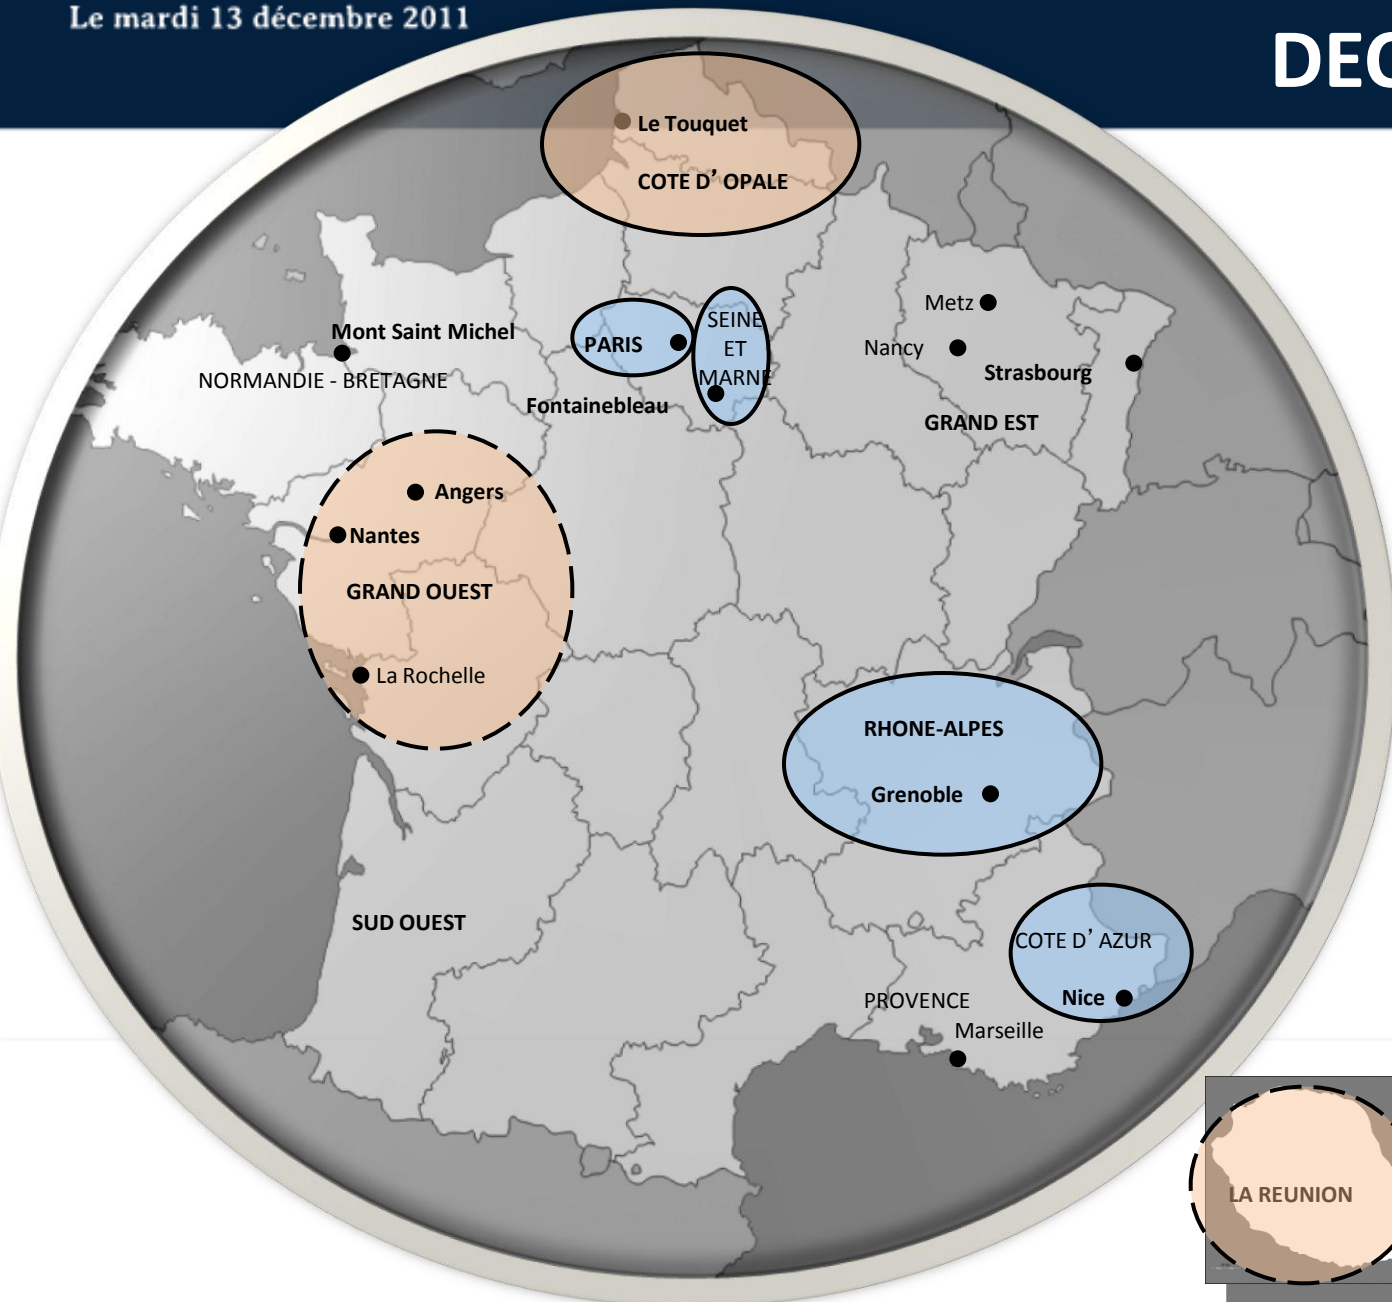 Le mardi 13 décembre 2011
DEC
Le Touquet
COTE D’ OPALE
Metz
SEINE
ET
MARNE
PARIS
Mont Saint Michel
Nancy
Strasbourg
NORMANDIE - BRETAGNE
Fontainebleau
GRAND EST
Angers
Nantes
GRAND OUEST
La Rochelle
RHONE-ALPES
Grenoble
SUD OUEST
COTE D’ AZUR
PROVENCE
Nice
Marseille
LA REUNION